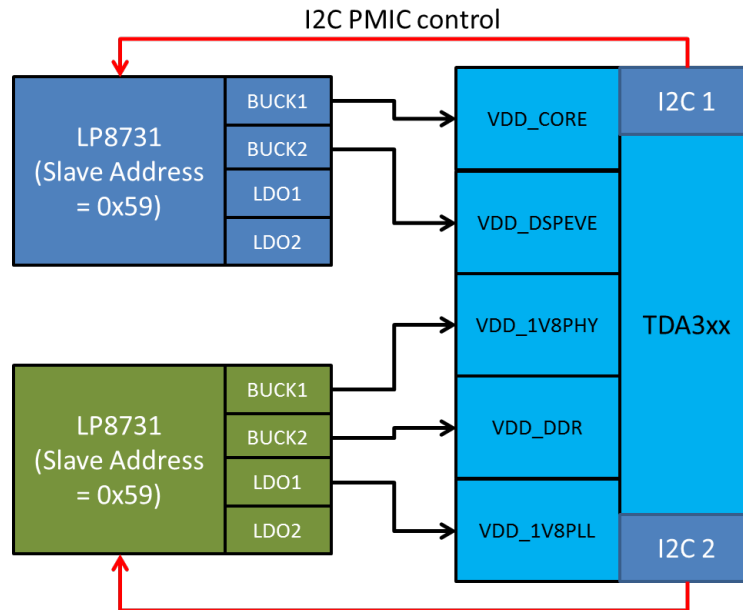 I2C PMIC control
LP8731
(Slave Address
= 0x59)
BUCK1
BUCK2
LDO1
LDO2
VDD_CORE
VDD_DSPEVE
VDD_1V8PHY
VDD_DDR
VDD_1V8PLL
I2C 1
TDA3xx
I2C 2
LP8731
(Slave Address
= 0x59)
BUCK1
BUCK2
LDO1
LDO2